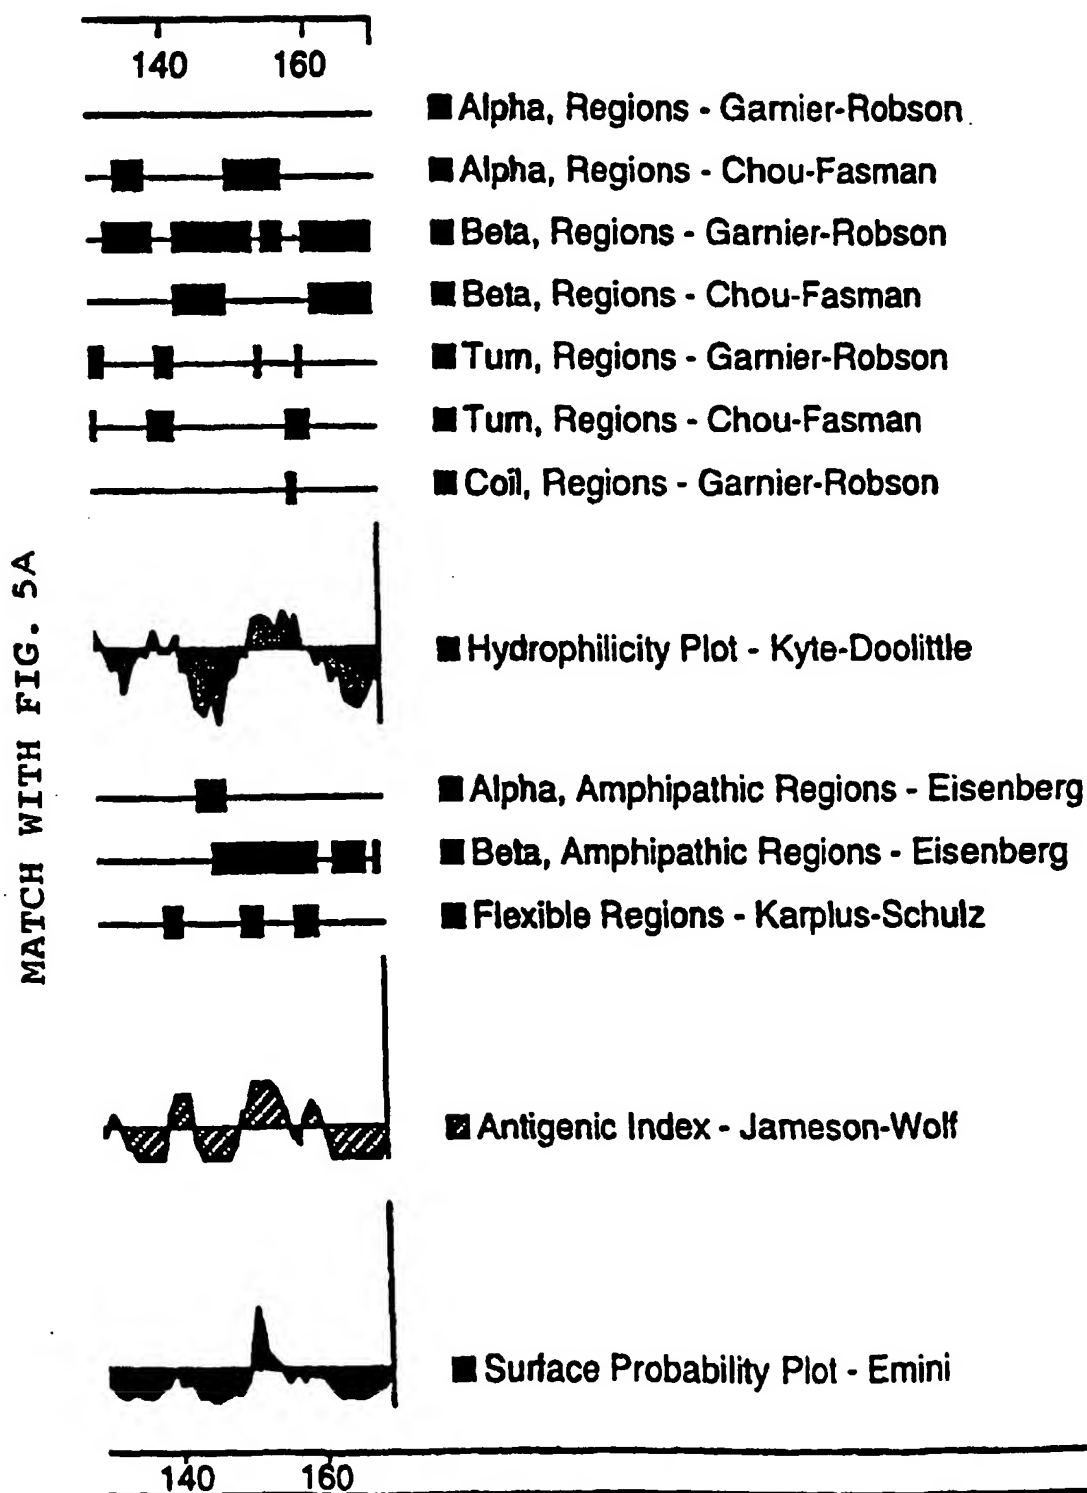 140 160
Alpha, Regions - Garnier-Robson
Alpha, Regions - Chou-Fasman
Beta, Regions - Garnier-Robson
Beta, Regions - Chou-Fasman
Turn, Regions - Garnier-Robson
Turn, Regions - Chou-Fasman
Coil, Regions - Garnier-Robson
MATCH WITH FIG. 5A
Hydrophilicity Plot - Kyte-Doolittle
Alpha, Amphipathic Regions - Eisenberg
Beta, Amphipathic Regions - Eisenberg
Flexible Regions - Karplus-Schulz
Antigenic Index - Jameson-Wolf
Surface Probability Plot - Emini
140 160